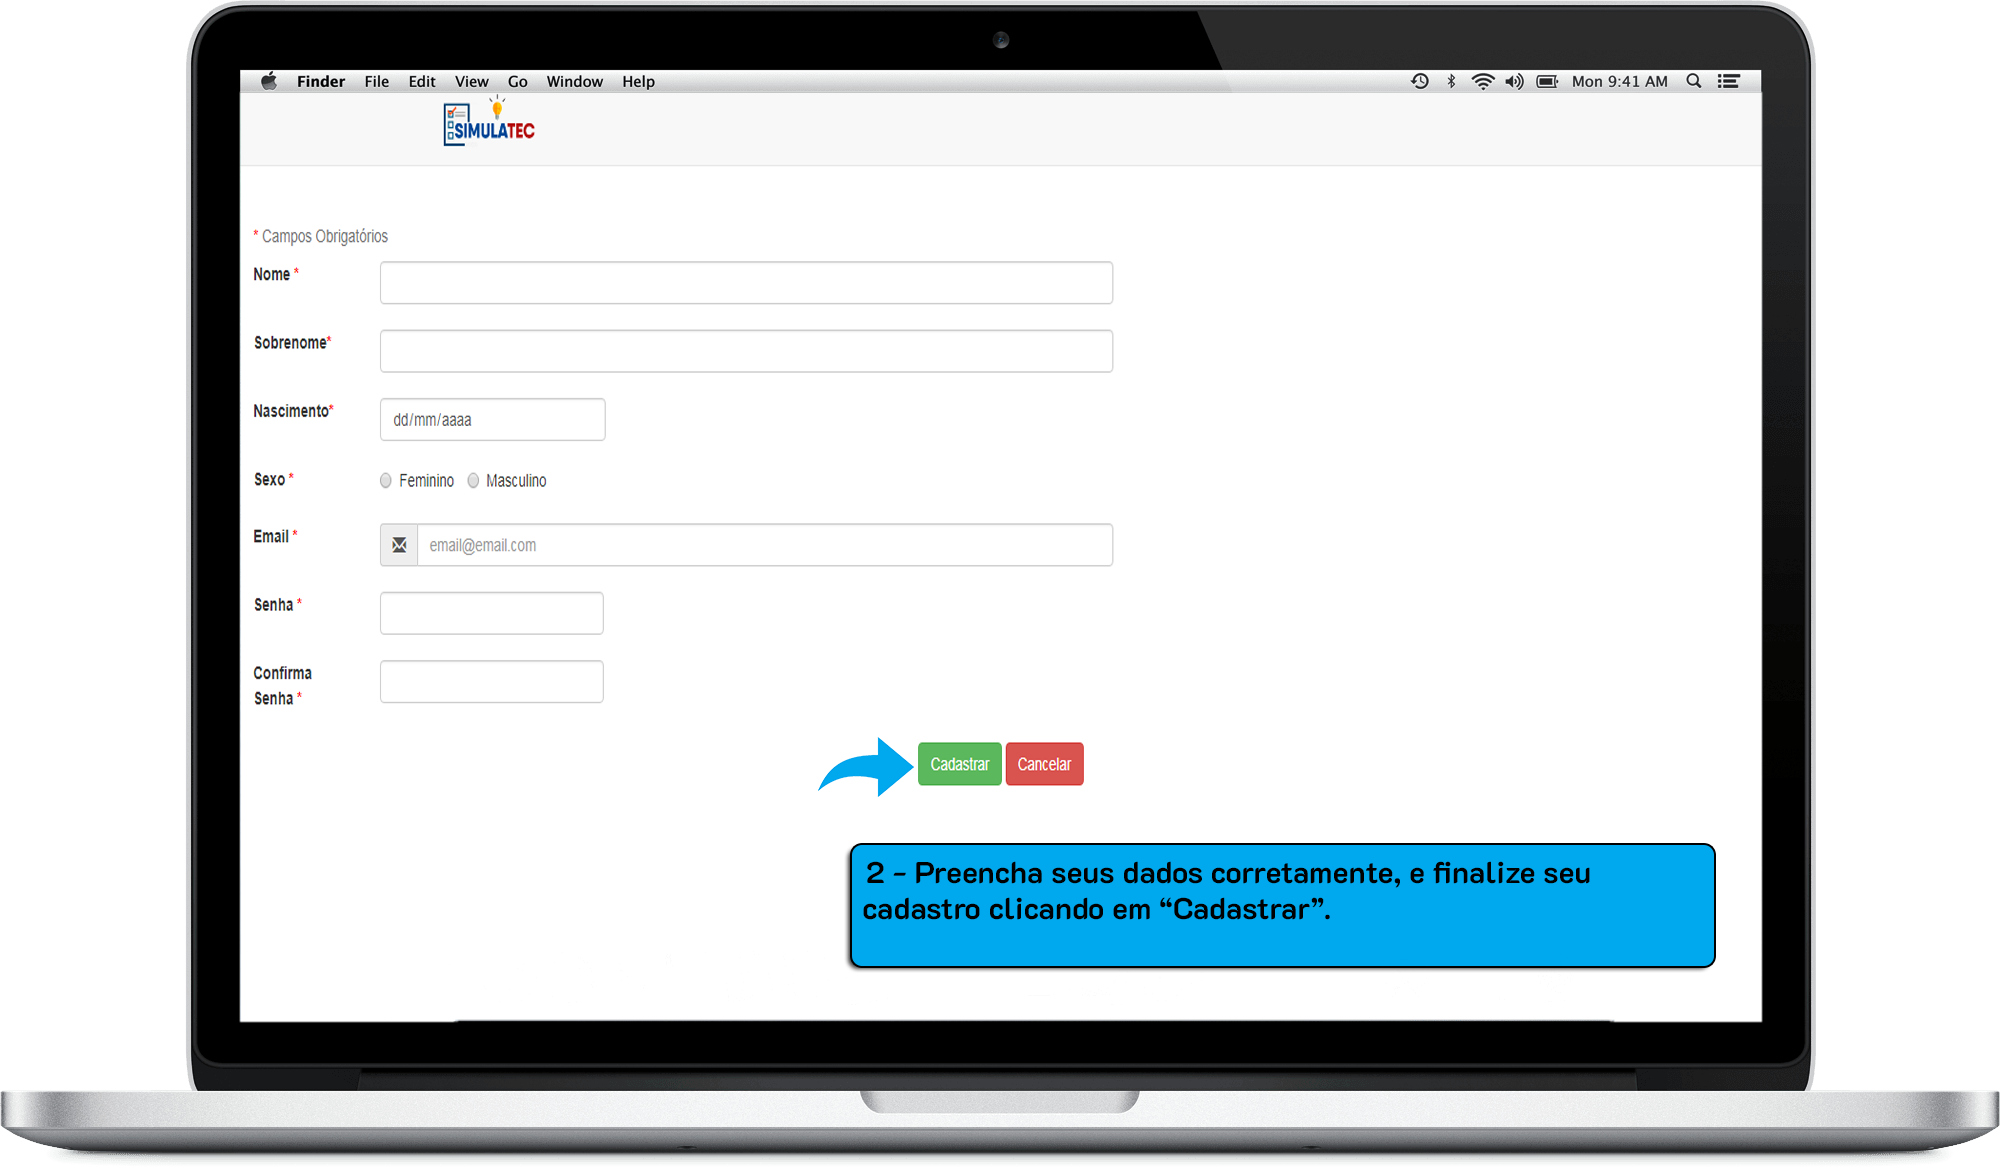 Finder File Edit View Go Window Help Mon 9:41 AM
SIMULATEC
* Campos Obrigatórios
Nome *
Sobrenome*
Nascimento* dd/mm/aaaa
Sexo * Feminino Masculino
Email * email@email.com
Senha *
Confirma
Senha *
Cadastrar Cancelar
2 - Preencha seus dados corretamente, e finalize seu
cadastro clicando em “Cadastrar”.